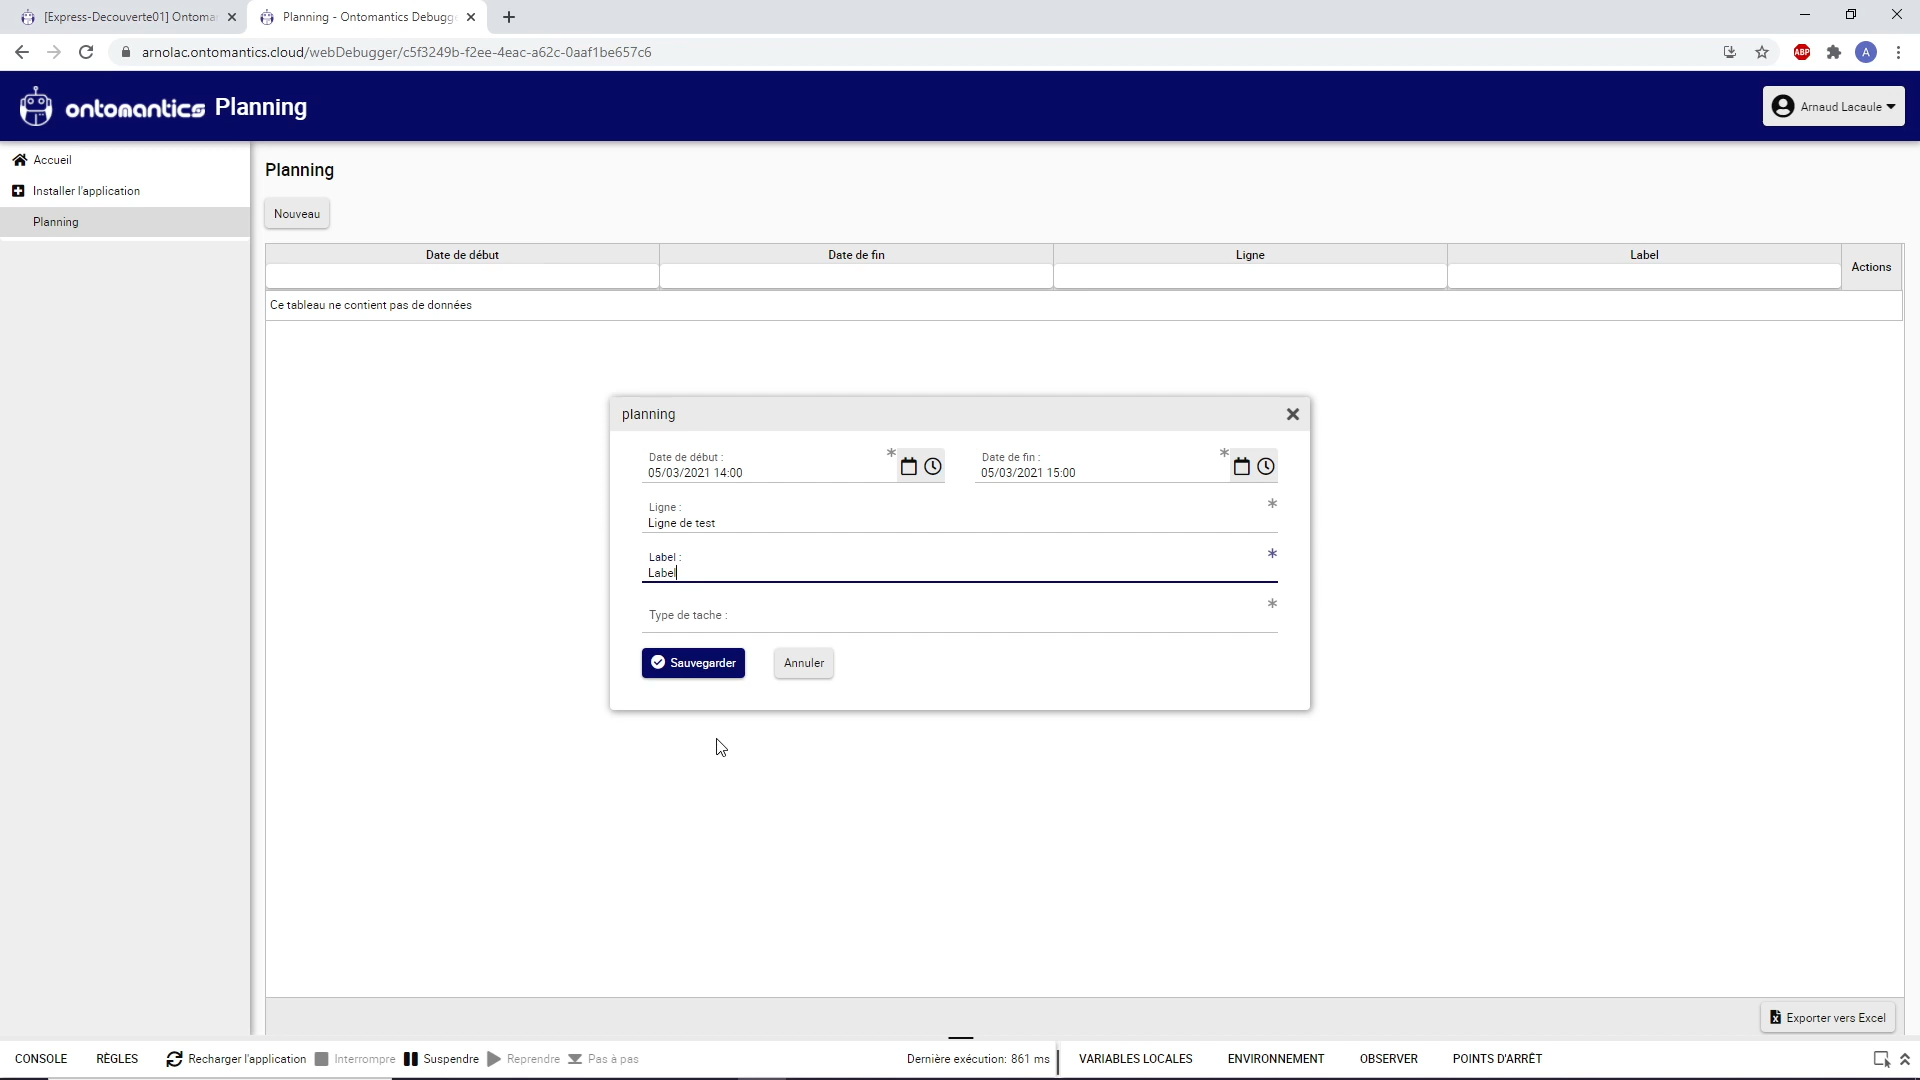 [Express-Decouverte01] Ontoma
Planning - Ontomantics Debugge
arnolac.ontomantics.cloud/webDebugger/c5f3249b-f2ee-4eac-a62c-0aaf1be657c6
ABP
A
ontomantics Planning
Arnaud Lacaule
Accueil
Installer l'application
Planning
Planning
Nouveau
Date de début
Date de fin
Ligne
Label
Actions
Ce tableau ne contient pas de données
planning
Date de début :
*
05/03/2021 14:00
Date de fin :
*
05/03/2021 15:00
Ligne :
*
Ligne de test
Label :
*
Label
Type de tache :
*
Sauvegarder
Annuler
Exporter vers Excel
CONSOLE
RÈGLES
Recharger l'application
Interrompre
Suspendre
Reprendre
Pas à pas
Dernière exécution: 861 ms
VARIABLES LOCALES
ENVIRONNEMENT
OBSERVER
POINTS D'ARRÊT